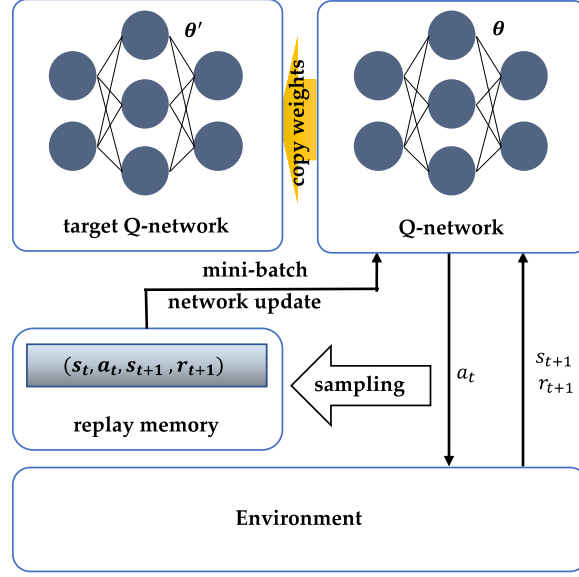 θ′
θ
copy weights
target Q-network
Q-network
mini-batch
network update
(s_t, a_t, s_{t+1}, r_{t+1})
sampling
a_t
s_{t+1}
r_{t+1}
replay memory
Environment